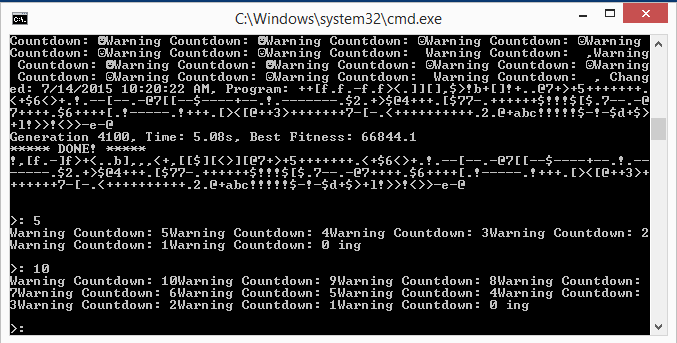 C:\Windows\system32\cmd.exe
Countdown: ☻Warning Countdown: ☻Warning Countdown: ☺Warning Countdown: ☺Warning
Countdown: ☺Warning Countdown: ☺Warning Countdown:  Warning Countdown:  ,Warning
 Countdown: ☻Warning Countdown: ☻Warning Countdown: ☺Warning Countdown: ☺Warning
 Countdown: ☺Warning Countdown: ☺Warning Countdown:  Warning Countdown:  , Chang
ed: 7/14/2015 10:20:22 AM, Program: ++[f.f.-f.f><.]][],$>!b+[]!+..@7+)+5+++++++.
<+$6<>+.!.--[--.-@7[[--$----+--.!.-------.$2.+>$@4+++.[$77-.++++++$!!!$[$.7--.-@
7++++.$6++++[.!-----.!+++.[><[@++3>+++++++7-[-.<++++++++++.2.@+abc!!!!!$-!-$d+$>
+l!>>!<>>-e-@
Generation 4100, Time: 5.08s, Best Fitness: 66844.1
***** DONE! *****
!,[f.-]f>+<,.b],,,<+,[[$][<>][@7+>+5+++++++.<+$6<>+.!.--[--.-@7[[--$----+--.!.--
-----.$2.+>$@4+++.[$77-.++++++$!!!$[$.7--.-@7++++.$6++++[.!-----.!+++.[><[@++3>+
++++++7-[-.<++++++++++.2.@+abc!!!!!$-!-$d+$>+l!>>!<>>-e-@
>: 5
Warning Countdown: 5Warning Countdown: 4Warning Countdown: 3Warning Countdown: 2
Warning Countdown: 1Warning Countdown: 0 ing
>: 10
Warning Countdown: 10Warning Countdown: 9Warning Countdown: 8Warning Countdown:
7Warning Countdown: 6Warning Countdown: 5Warning Countdown: 4Warning Countdown:
3Warning Countdown: 2Warning Countdown: 1Warning Countdown: 0 ing
>: